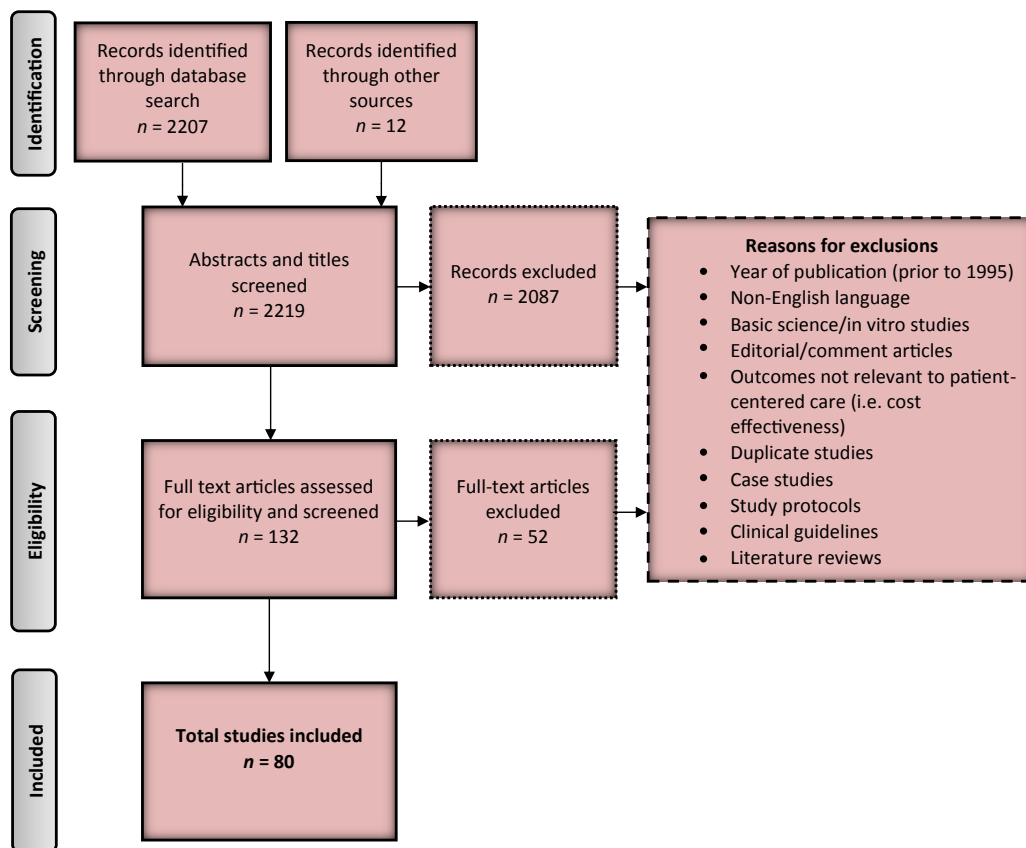 Identification
Records identified
through database
search
n = 2207
Records identified
through other
sources
n = 12
Screening
Abstracts and titles
screened
n = 2219
Records excluded
n = 2087
Reasons for exclusions
• Year of publication (prior to 1995)
• Non-English language
• Basic science/in vitro studies
• Editorial/comment articles
• Outcomes not relevant to patient-
centered care (i.e. cost
effectiveness)
• Duplicate studies
• Case studies
• Study protocols
• Clinical guidelines
• Literature reviews
Eligibility
Full text articles assessed
for eligibility and screened
n = 132
Full-text articles
excluded
n = 52
Included
Total studies included
n = 80